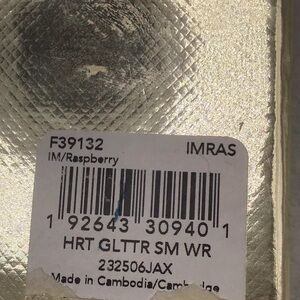 F39132 IMRAS
IM/Raspberry
1 92643 30940 1
HRT GLTTR SM WR
232506JAX
Made in Cambodia/Cambodge